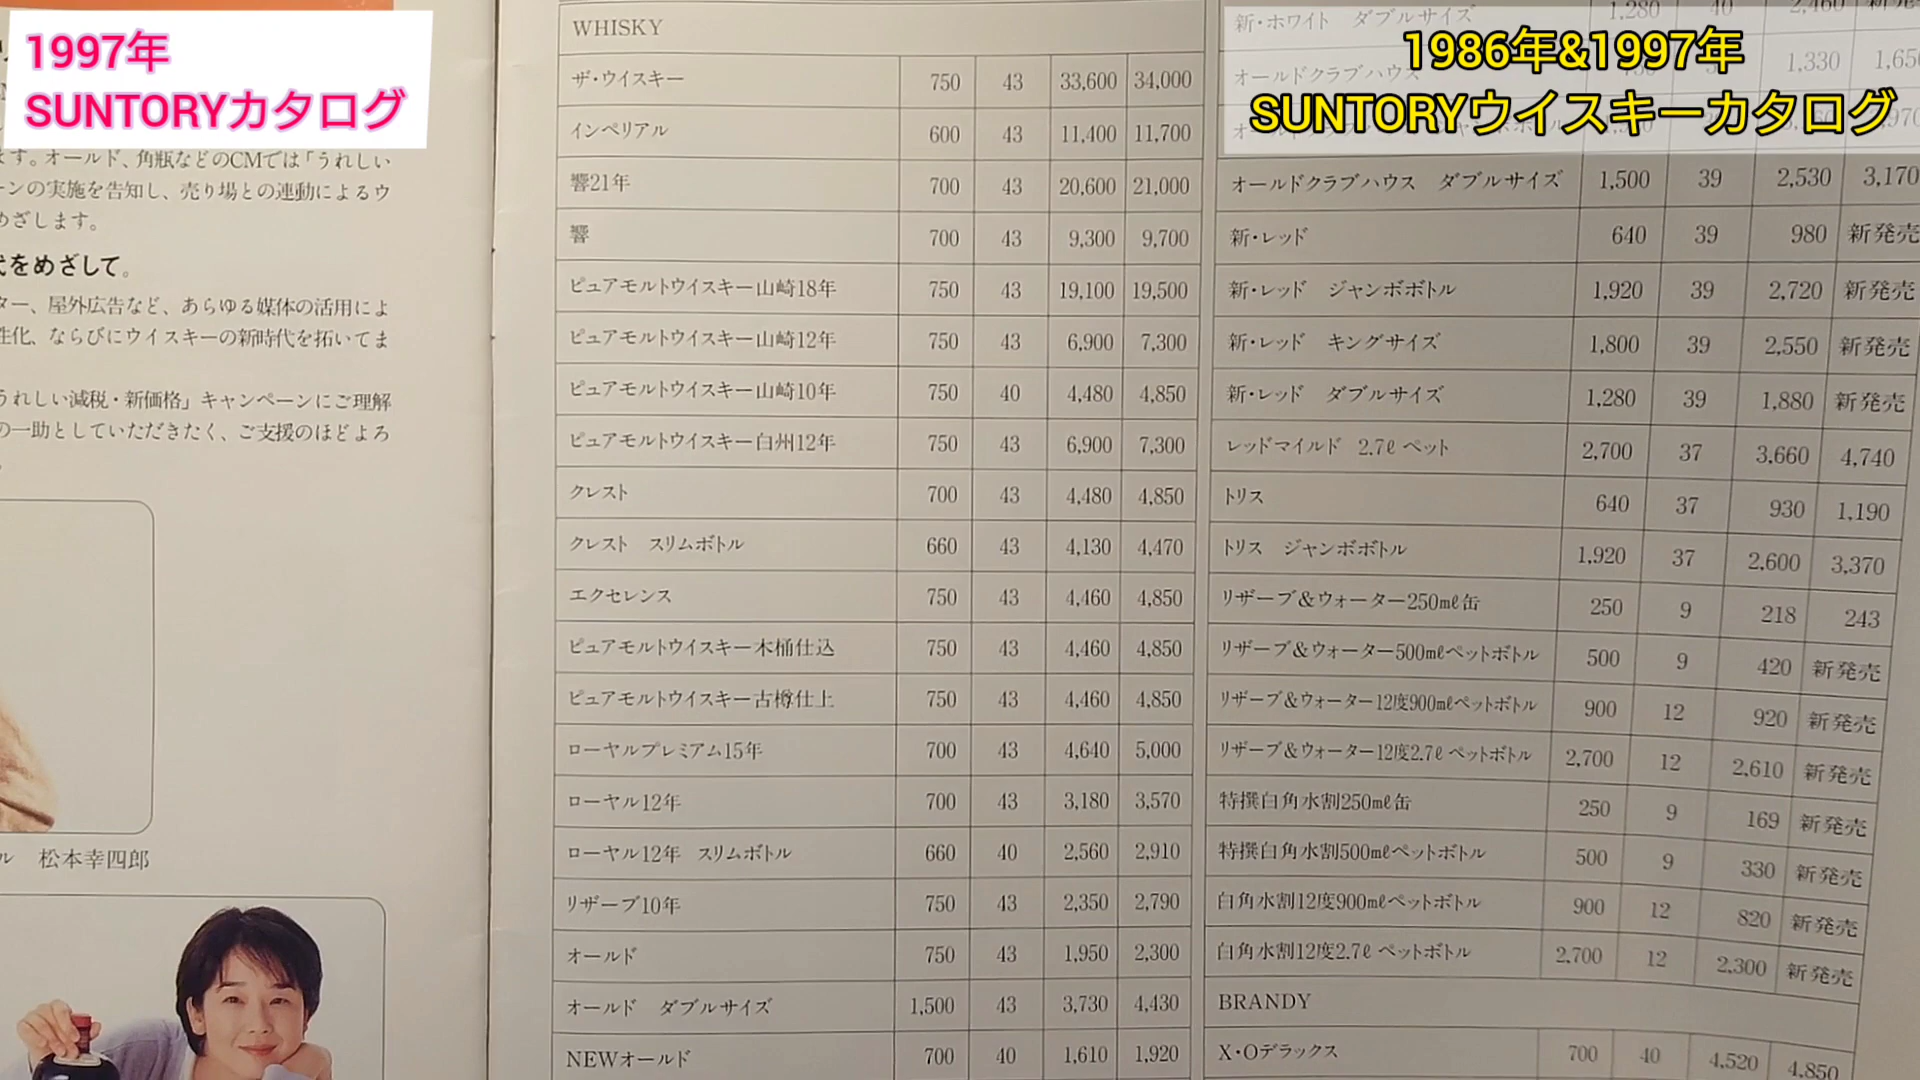 1997年
SUNTORYカタログ
1986年&1997年
SUNTORYウイスキーカタログ
ます。オールド、角瓶などのCMでは「うれしい
ーンの実施を告知し、売り場との連動によるウ
めざします。
代をめざして。
ター、屋外広告など、あらゆる媒体の活用によ
性化、ならびにウイスキーの新時代を拓いてま
うれしい減税・新価格」キャンペーンにご理解
の一助としていただきたく、ご支援のほどよろ
ル 松本幸四郎
WHISKY
ザ・ウイスキー 750 43 33,600 34,000
インペリアル 600 43 11,400 11,700
響21年 700 43 20,600 21,000
響 700 43 9,300 9,700
ピュアモルトウイスキー山崎18年 750 43 19,100 19,500
ピュアモルトウイスキー山崎12年 750 43 6,900 7,300
ピュアモルトウイスキー山崎10年 750 40 4,480 4,850
ピュアモルトウイスキー白州12年 750 43 6,900 7,300
クレスト 700 43 4,480 4,850
クレスト スリムボトル 660 43 4,130 4,470
エクセレンス 750 43 4,460 4,850
ピュアモルトウイスキー木桶仕込 750 43 4,460 4,850
ピュアモルトウイスキー古樽仕上 750 43 4,460 4,850
ローヤルプレミアム15年 700 43 4,640 5,000
ローヤル12年 700 43 3,180 3,570
ローヤル12年 スリムボトル 660 40 2,560 2,910
リザーブ10年 750 43 2,350 2,790
オールド 750 43 1,950 2,300
オールド ダブルサイズ 1,500 43 3,730 4,430
NEWオールド 700 40 1,610 1,920
新・ホワイト ダブルサイズ 1,280 40 2,460
オールドクラブハウス 1,330
オールドクラブハウス ダブルサイズ 1,500 39 2,530 3,170
新・レッド 640 39 980 新発売
新・レッド ジャンボボトル 1,920 39 2,720 新発売
新・レッド キングサイズ 1,800 39 2,550 新発売
新・レッド ダブルサイズ 1,280 39 1,880 新発売
レッドマイルド 2.7ℓ ペット 2,700 37 3,660 4,740
トリス 640 37 930 1,190
トリス ジャンボボトル 1,920 37 2,600 3,370
リザーブ&ウォーター250mℓ缶 250 9 218 243
リザーブ&ウォーター500mℓペットボトル 500 9 420 新発売
リザーブ&ウォーター12度900mℓペットボトル 900 12 920 新発売
リザーブ&ウォーター12度2.7ℓ ペットボトル 2,700 12 2,610 新発売
特撰白角水割250mℓ缶 250 9 169 新発売
特撰白角水割500mℓペットボトル 500 9 330 新発売
白角水割12度900mℓペットボトル 900 12 820 新発売
白角水割12度2.7ℓ ペットボトル 2,700 12 2,300 新発売
BRANDY
X・Oデラックス 700 40 4,520 4,850